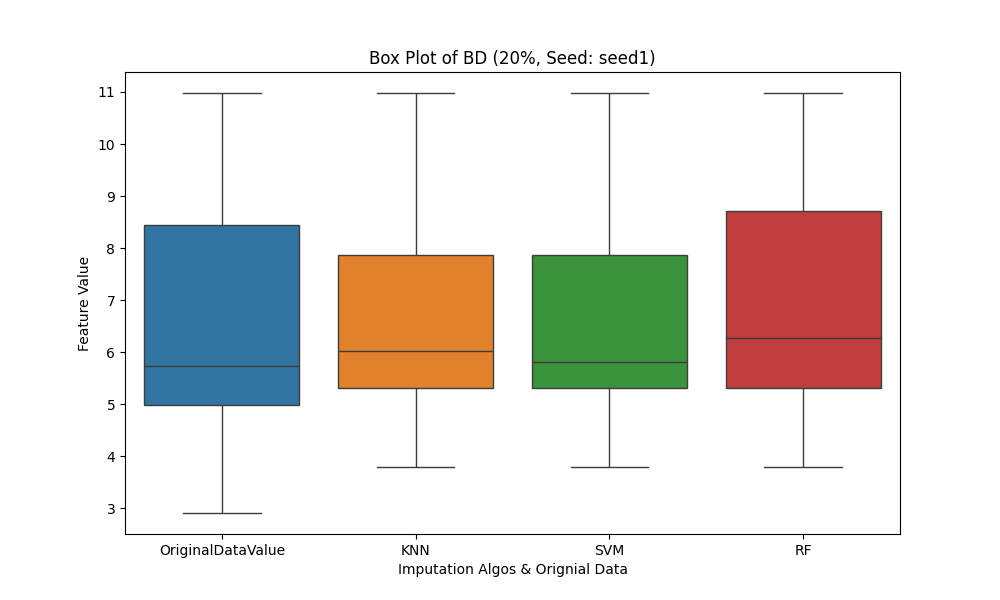 Box Plot of BD (20%, Seed: seed1)
11
10
9
8
7
6
5
4
3
Feature Value
OriginalDataValue KNN SVM RF
Imputation Algos & Orignial Data